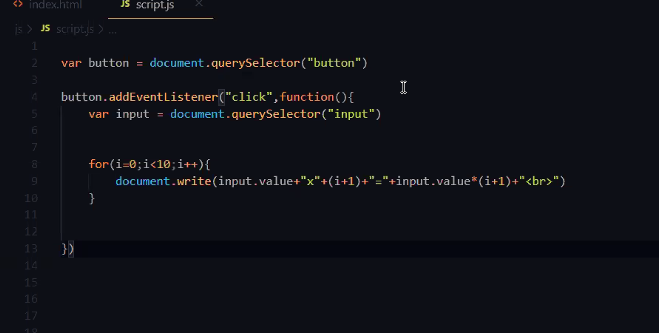 <> index.html JS script.js ×
js > JS script.js > ...
1
2 var button = document.querySelector("button")
3
4 button.addEventListener("click",function(){
5 var input = document.querySelector("input")
6
7
8 for(i=0;i<10;i++){
9 document.write(input.value+"x"+(i+1)+"="+input.value*(i+1)+"<br>")
10 }
11
12
13 })
14
15
16
17
18